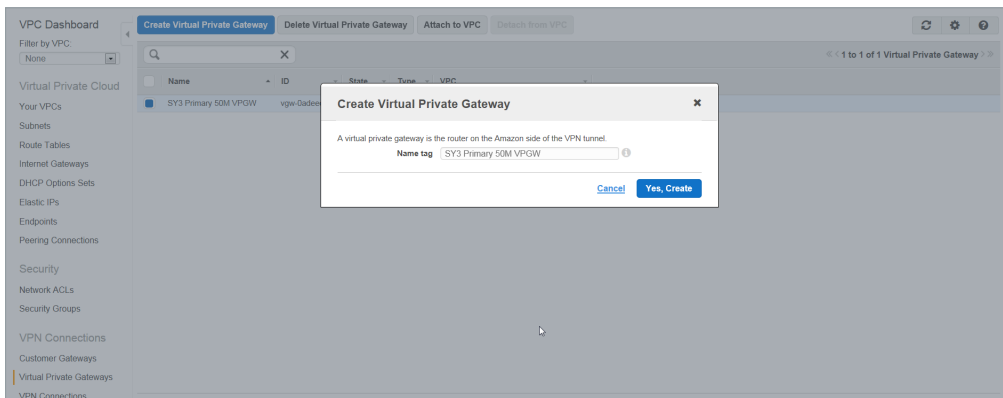 VPC Dashboard
Filter by VPC:
None
Virtual Private Cloud
Your VPCs
Subnets
Route Tables
Internet Gateways
DHCP Options Sets
Elastic IPs
Endpoints
Peering Connections
Security
Network ACLs
Security Groups
VPN Connections
Customer Gateways
Virtual Private Gateways
VPN Connections
Create Virtual Private Gateway Delete Virtual Private Gateway Attach to VPC Detach from VPC
1 to 1 of 1 Virtual Private Gateway
Name ID State Type VPC
SY3 Primary 50M VPGW
Create Virtual Private Gateway
A virtual private gateway is the router on the Amazon side of the VPN tunnel.
Name tag SY3 Primary 50M VPGW
Cancel Yes, Create